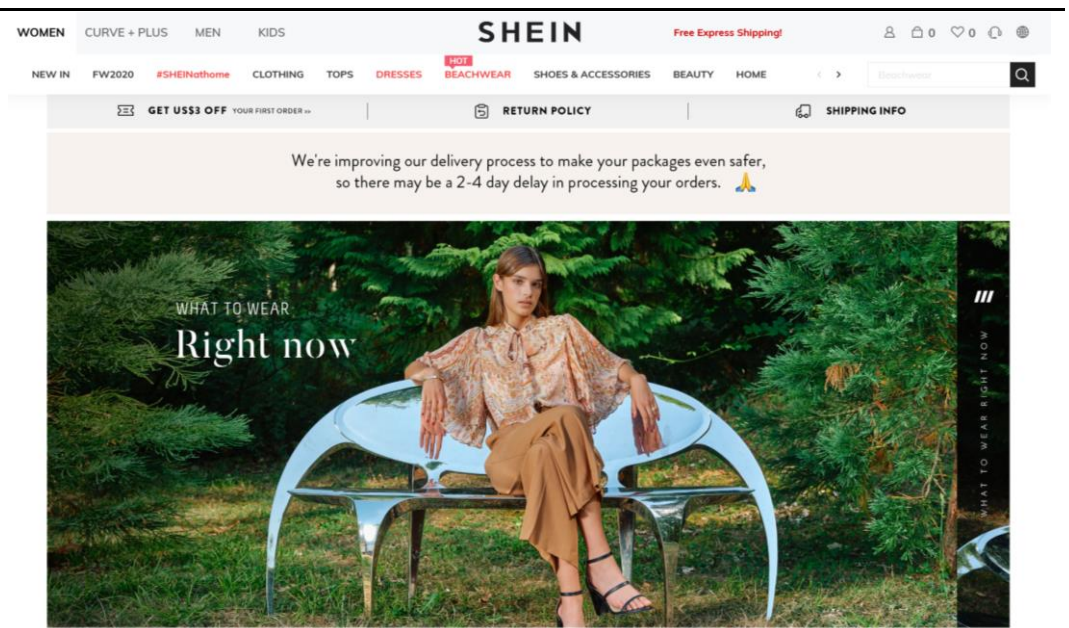 WOMEN CURVE + PLUS MEN KIDS SHEIN Free Express Shipping! 0 0
HOT
NEW IN FW2020 #SHEINathome CLOTHING TOPS DRESSES BEACHWEAR SHOES & ACCESSORIES BEAUTY HOME < > Beachwear
GET US$3 OFF YOUR FIRST ORDER >> RETURN POLICY SHIPPING INFO
We're improving our delivery process to make your packages even safer,
so there may be a 2-4 day delay in processing your orders. 🙏
WHAT TO WEAR
Right now
WHAT TO WEAR RIGHT NOW